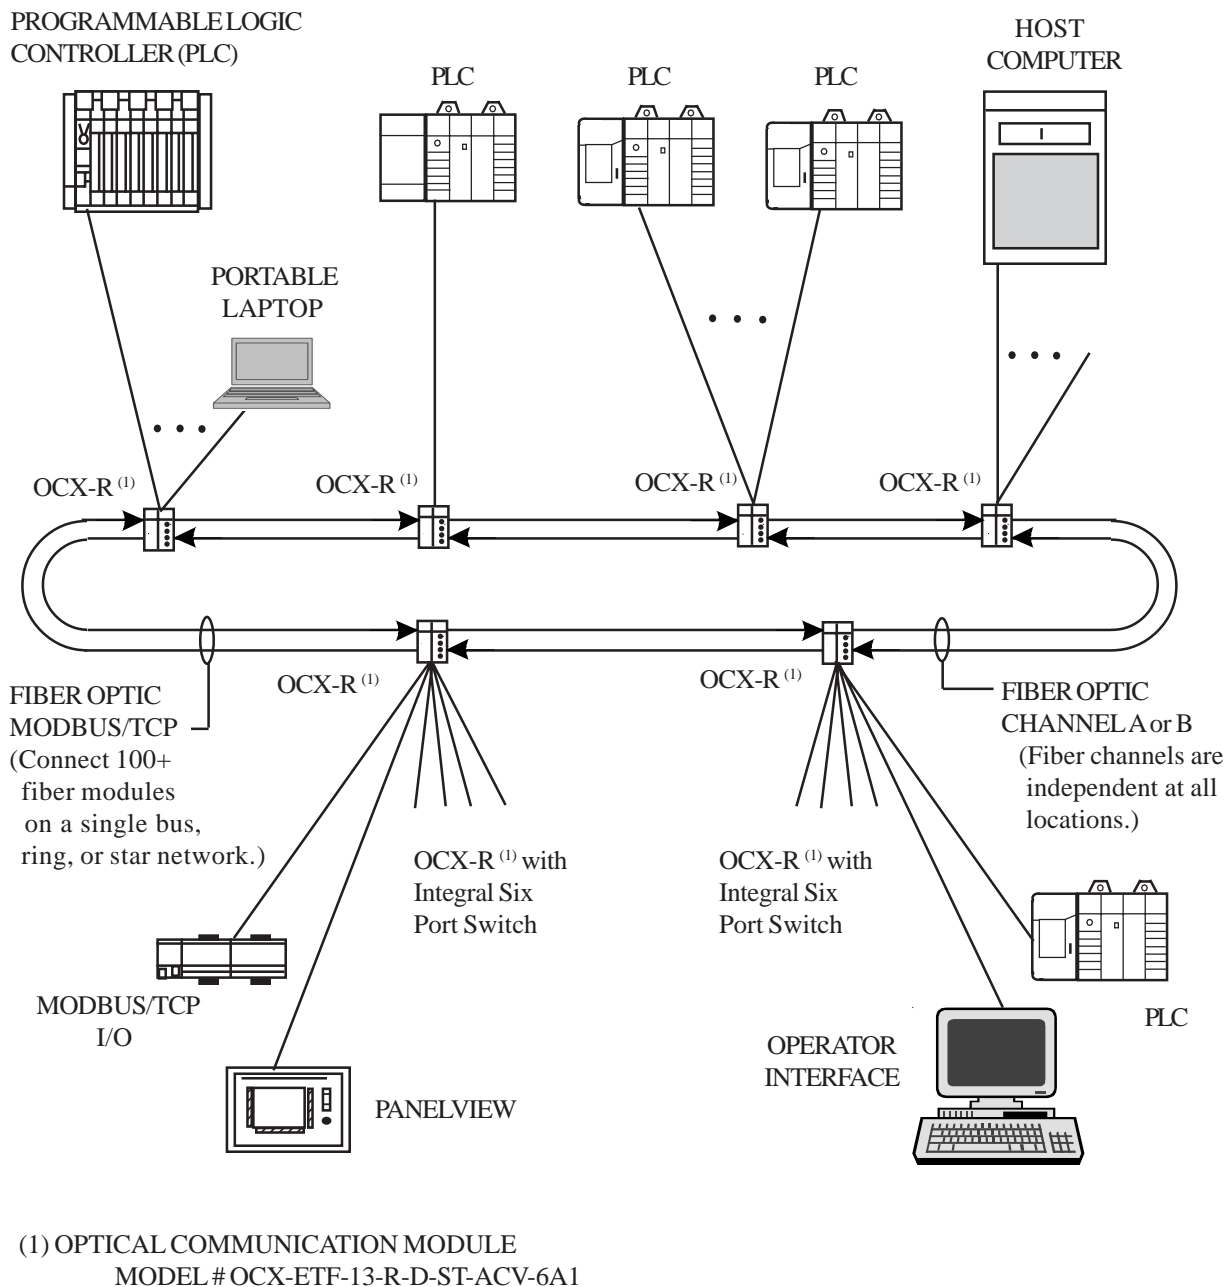 PROGRAMMABLE LOGIC
CONTROLLER (PLC)
PLC
PLC
PLC
HOST
COMPUTER
PORTABLE
LAPTOP
OCX-R (1)
OCX-R (1)
OCX-R (1)
OCX-R (1)
OCX-R (1)
OCX-R (1)
FIBER OPTIC
MODBUS/TCP
(Connect 100+
fiber modules
on a single bus,
ring, or star network.)
FIBER OPTIC
CHANNEL A or B
(Fiber channels are
independent at all
locations.)
OCX-R (1) with
Integral Six
Port Switch
OCX-R (1) with
Integral Six
Port Switch
MODBUS/TCP
I/O
PANELVIEW
OPERATOR
INTERFACE
PLC
(1) OPTICAL COMMUNICATION MODULE
MODEL # OCX-ETF-13-R-D-ST-ACV-6A1